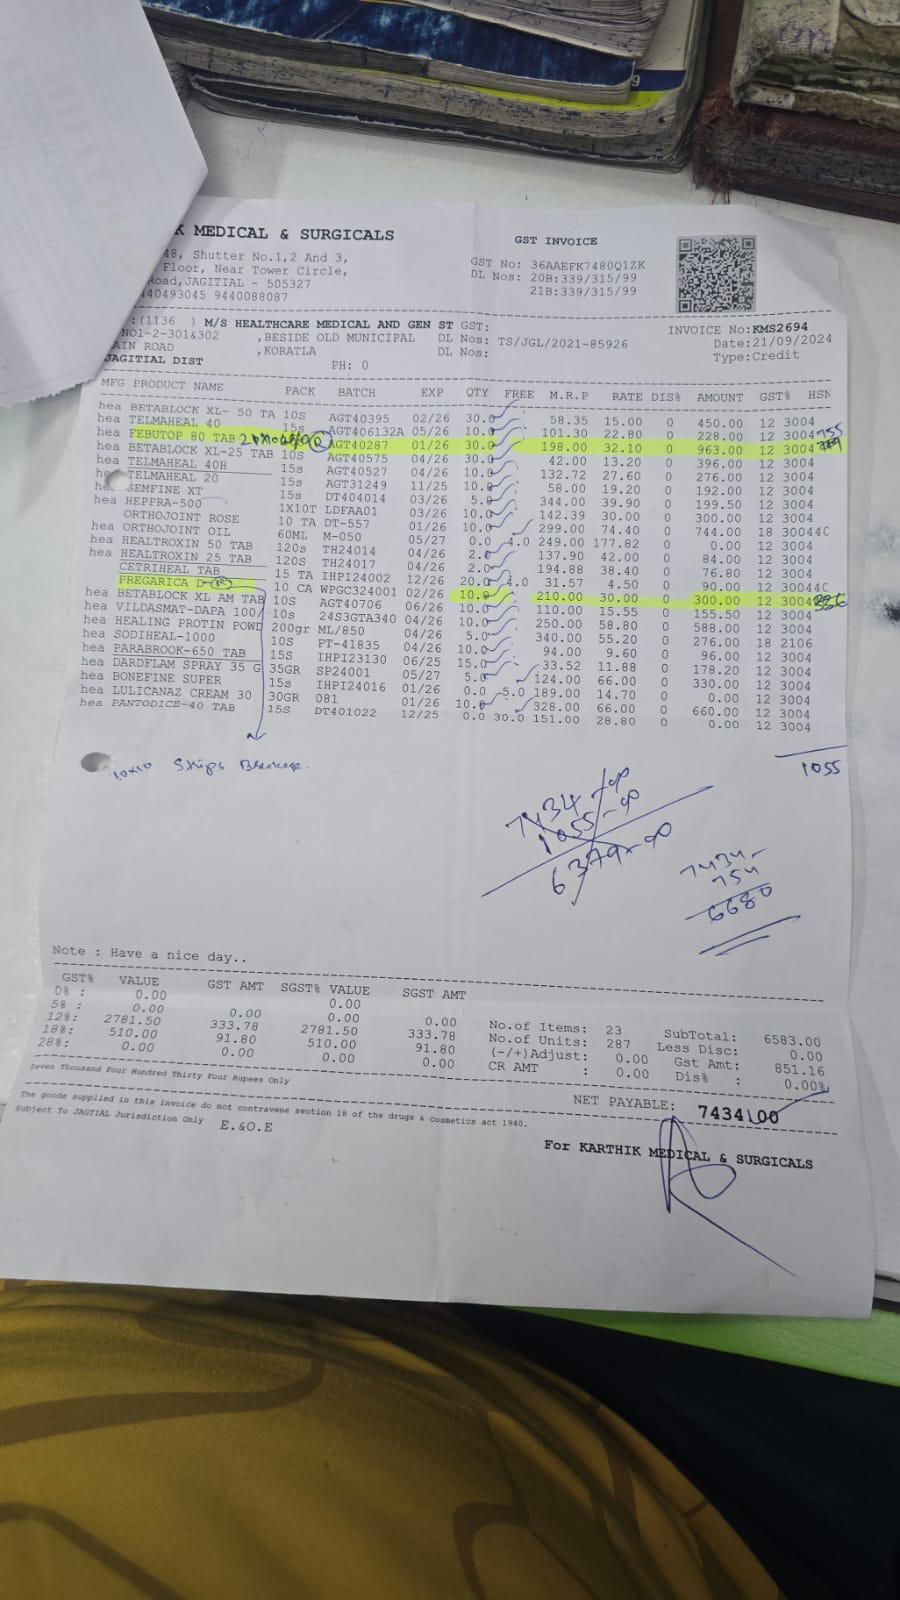 K MEDICAL & SURGICALS
GST INVOICE
48, Shutter No.1,2 And 3,
Floor, Near Tower Circle,
Road,JAGITIAL - 505327
440493045 9440088087
GST No: 36AAEFK7480Q1ZK
DL Nos: 20B:339/315/99
21B:339/315/99
:(1136 ) M/S HEALTHCARE MEDICAL AND GEN ST GST:
NO1-2-301&302 ,BESIDE OLD MUNICIPAL DL Nos: TS/JGL/2021-85926
AIN ROAD ,KORATLA DL Nos:
JAGITIAL DIST PH: 0
INVOICE No:KMS2694
Date:21/09/2024
Type:Credit
MFG PRODUCT NAME PACK BATCH EXP QTY FREE M.R.P RATE DIS% AMOUNT GST% HSN
hea BETABLOCK XL- 50 TA 10S AGT40395 02/26 30.0 58.35 15.00 0 450.00 12 3004
hea TELMAHEAL 40 15s AGT406132A 05/26 10.0 101.30 22.80 0 228.00 12 3004
hea FEBUTOP 80 TAB AGT40287 01/26 30.0 198.00 32.10 0 963.00 12 3004
hea BETABLOCK XL-25 TAB 10S AGT40575 04/26 30.0 42.00 13.20 0 396.00 12 3004
hea TELMAHEAL 40H 15s AGT40527 04/26 10.0 132.72 27.60 0 276.00 12 3004
hea TELMAHEAL 20 15s AGT31249 11/25 10.0 58.00 19.20 0 192.00 12 3004
hea SEMFINE XT 15s DT404014 03/26 5.0 344.00 39.90 0 199.50 12 3004
hea HEPPRA-500 1X10T LDFAA01 03/26 10.0 142.39 30.00 0 300.00 12 3004
ORTHOJOINT ROSE 10 TA DT-557 01/26 10.0 299.00 74.40 0 744.00 18 30044C
hea ORTHOJOINT OIL 60ML M-050 05/27 0.0 4.0 249.00 177.82 0 0.00 12 3004
hea HEALTROXIN 50 TAB 120s TH24014 04/26 2.0 137.90 42.00 0 84.00 12 3004
hea HEALTROXIN 25 TAB 120S TH24017 04/26 2.0 194.88 38.40 0 76.80 12 3004
CETRIHEAL TAB 15 TA IHPI24002 12/26 20.0 4.0 31.57 4.50 0 90.00 12 30044C
PREGARICA D 10 CA WPGC324001 02/26 10.0 210.00 30.00 0 300.00 12 3004
hea BETABLOCK XL AM TAB 10S AGT40706 06/26 10.0 110.00 15.55 0 155.50 12 3004
hea VILDASMAT-DAPA 100/ 10s 24S3GTA340 04/26 10.0 250.00 58.80 0 588.00 12 3004
hea HEALING PROTIN POWD 200gr ML/850 04/26 5.0 340.00 55.20 0 276.00 18 2106
hea SODIHEAL-1000 10S PT-41835 04/26 10.0 94.00 9.60 0 96.00 12 3004
hea PARABROOK-650 TAB 15S IHPI23130 06/25 15.0 33.52 11.88 0 178.20 12 3004
hea DARDFLAM SPRAY 35 G 35GR SP24001 05/27 5.0 124.00 66.00 0 330.00 12 3004
hea BONEFINE SUPER 15s IHPI24016 01/26 0.0 5.0 189.00 14.70 0 0.00 12 3004
hea LULICANAZ CREAM 30 30GR 081 01/26 10.0 328.00 66.00 0 660.00 12 3004
hea PANTODICE-40 TAB 15S DT401022 12/25 0.0 30.0 151.00 28.80 0 0.00 12 3004
1055
10x10 Strips
7434-00
1055-00
6379-00
7434-
754
6680
Note : Have a nice day..
GST% VALUE GST AMT SGST% VALUE SGST AMT
0% : 0.00 0.00 0.00 0.00
5% : 0.00 0.00
12%: 2781.50 333.78 2781.50 333.78
18%: 510.00 91.80 510.00 91.80
28%: 0.00 0.00 0.00 0.00
No.of Items: 23 SubTotal: 6583.00
No.of Units: 287 Less Disc: 0.00
(-/+)Adjust: 0.00 Gst Amt: 851.16
CR AMT : 0.00 Dis% : 0.00%
Seven Thousand Four Hundred Thirty Four Rupees Only
NET PAYABLE: 7434.00
The goods supplied in this invoice do not contravene section 18 of the drugs & cosmetics act 1940.
Subject To JAGTIAL Jurisdiction Only E.&O.E
For KARTHIK MEDICAL & SURGICALS